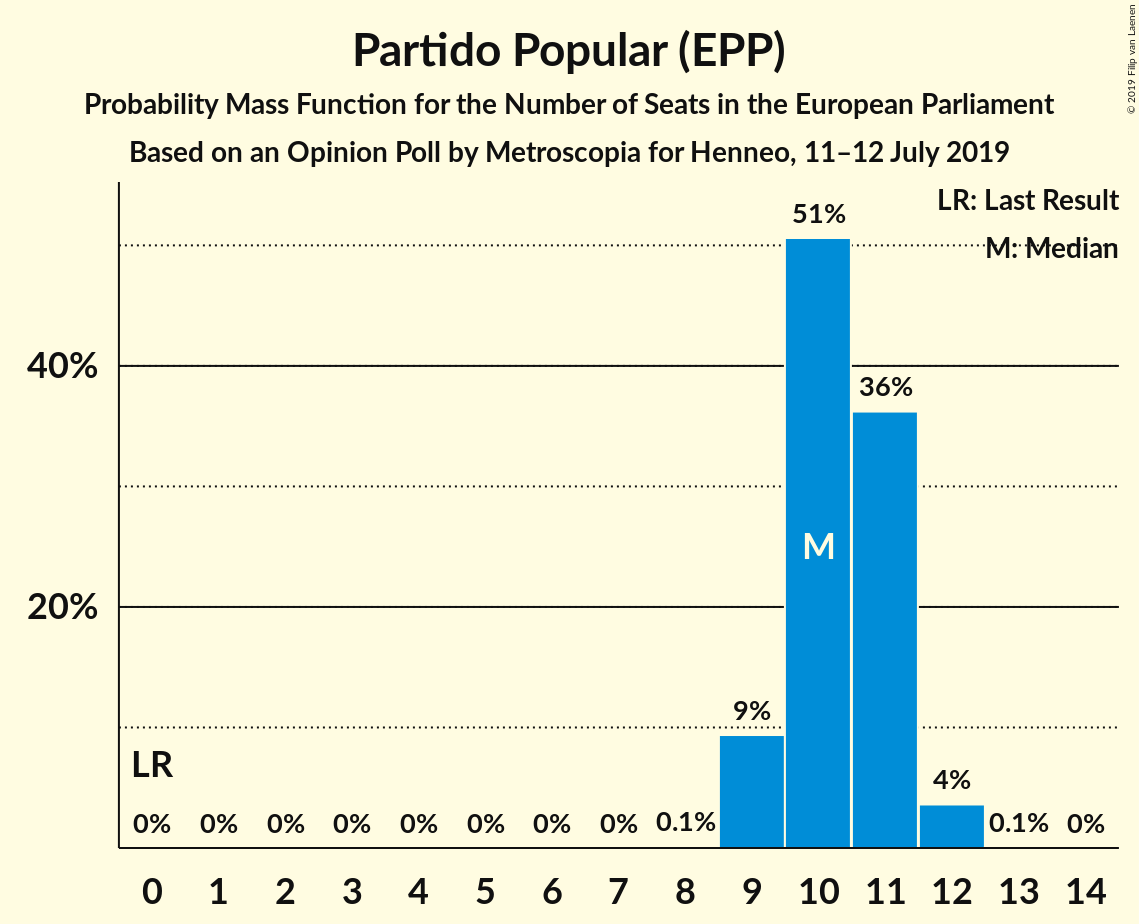 Partido Popular (EPP)
Probability Mass Function for the Number of Seats in the European Parliament
Based on an Opinion Poll by Metroscopia for Henneo, 11–12 July 2019
© 2019 Filip van Laenen
LR: Last Result
M: Median
51%
40%
36%
M
20%
9%
LR
4%
0% 0% 0% 0% 0% 0% 0% 0% 0.1% 0.1% 0%
0 1 2 3 4 5 6 7 8 9 10 11 12 13 14